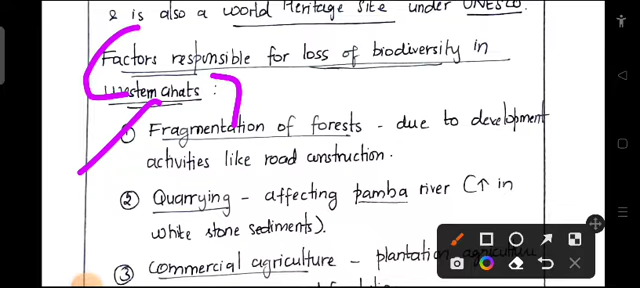 & is also a world Heritage site under UNESCO.
Factors responsible for loss of biodiversity in
Western Ghats :
① Fragmentation of forests - due to development
activities like road construction.
② Quarrying - affecting pamba river (↑ in
white stone sediments).
③ Commercial agriculture - plantation